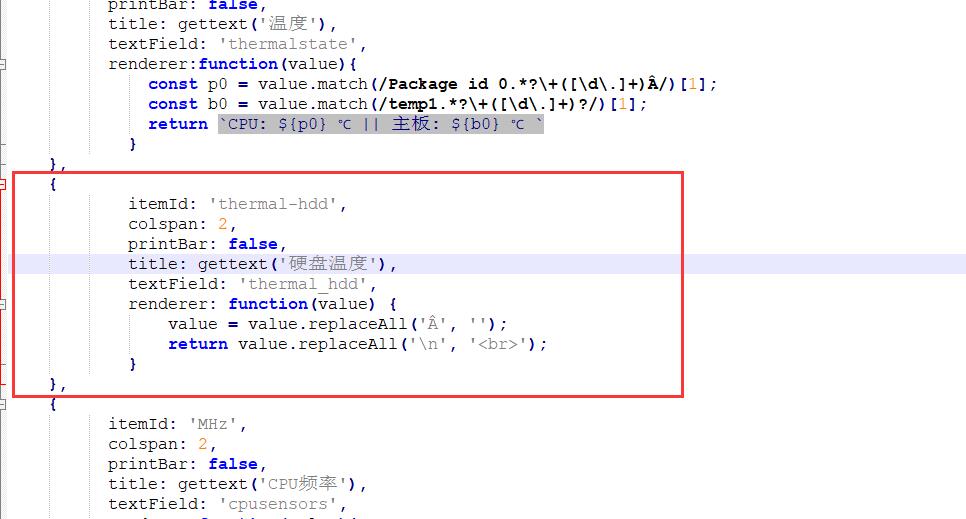 printBar: false,
title: gettext('温度'),
textField: 'thermalstate',
renderer:function(value){
const p0 = value.match(/Package id 0.*?\+([\d\.]+)Â/)[1];
const b0 = value.match(/temp1.*?\+([\d\.]+)?/)[1];
return `CPU: ${p0} ℃ || 主板: ${b0} ℃ `
}
},
{
itemId: 'thermal-hdd',
colspan: 2,
printBar: false,
title: gettext('硬盘温度'),
textField: 'thermal_hdd',
renderer: function(value) {
value = value.replaceAll('Â', '');
return value.replaceAll('\n', '<br>');
}
},
{
itemId: 'MHz',
colspan: 2,
printBar: false,
title: gettext('CPU频率'),
textField: 'cpusensors',